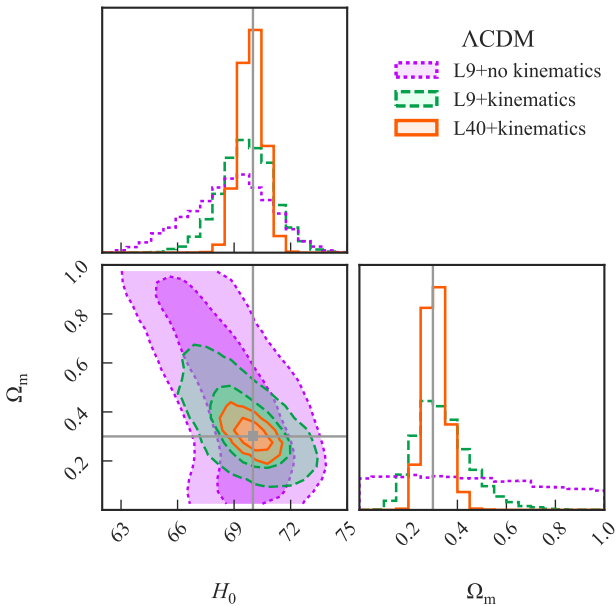 ΛCDM
L9+no kinematics
L9+kinematics
L40+kinematics
1.0
0.8
0.6
0.4
0.2
Ωm
63 66 69 72 75
H0
0.2 0.4 0.6 0.8 1.0
Ωm